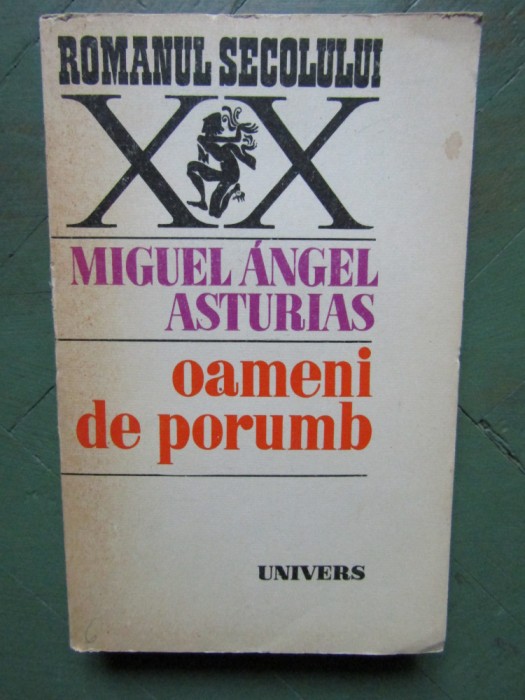 ROMANUL SECOLULUI
XX
MIGUEL ÁNGEL
ASTURIAS
oameni
de porumb
UNIVERS